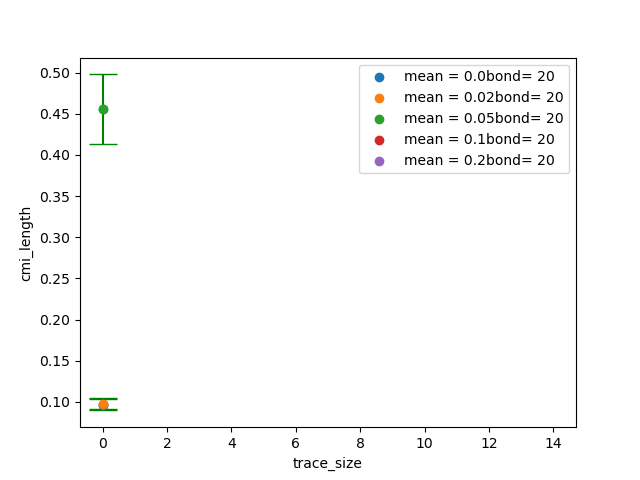 mean = 0.0bond= 20
mean = 0.02bond= 20
mean = 0.05bond= 20
mean = 0.1bond= 20
mean = 0.2bond= 20
0.50
0.45
0.40
0.35
0.30
0.25
0.20
0.15
0.10
cmi_length
0 2 4 6 8 10 12 14
trace_size